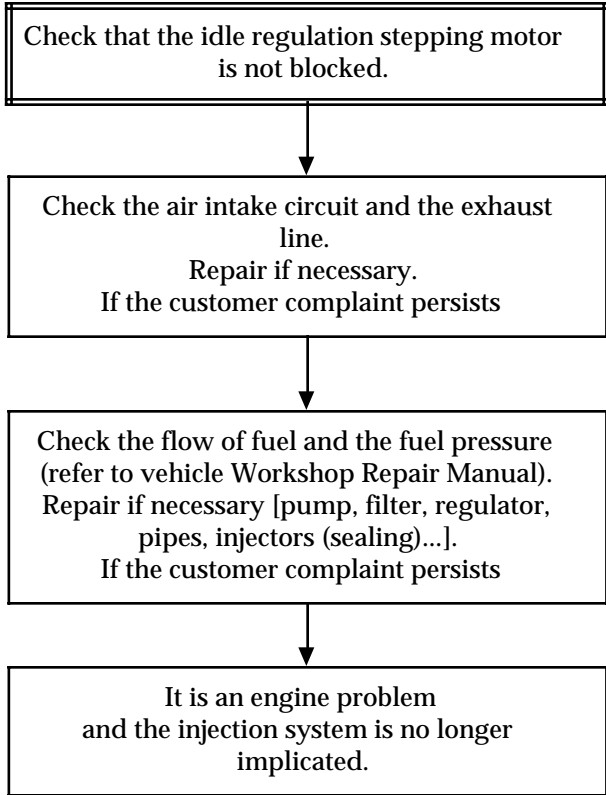 Check that the idle regulation stepping motor
is not blocked.
Check the air intake circuit and the exhaust
line.
Repair if necessary.
If the customer complaint persists
Check the flow of fuel and the fuel pressure
(refer to vehicle Workshop Repair Manual).
Repair if necessary [pump, filter, regulator,
pipes, injectors (sealing)...].
If the customer complaint persists
It is an engine problem
and the injection system is no longer
implicated.